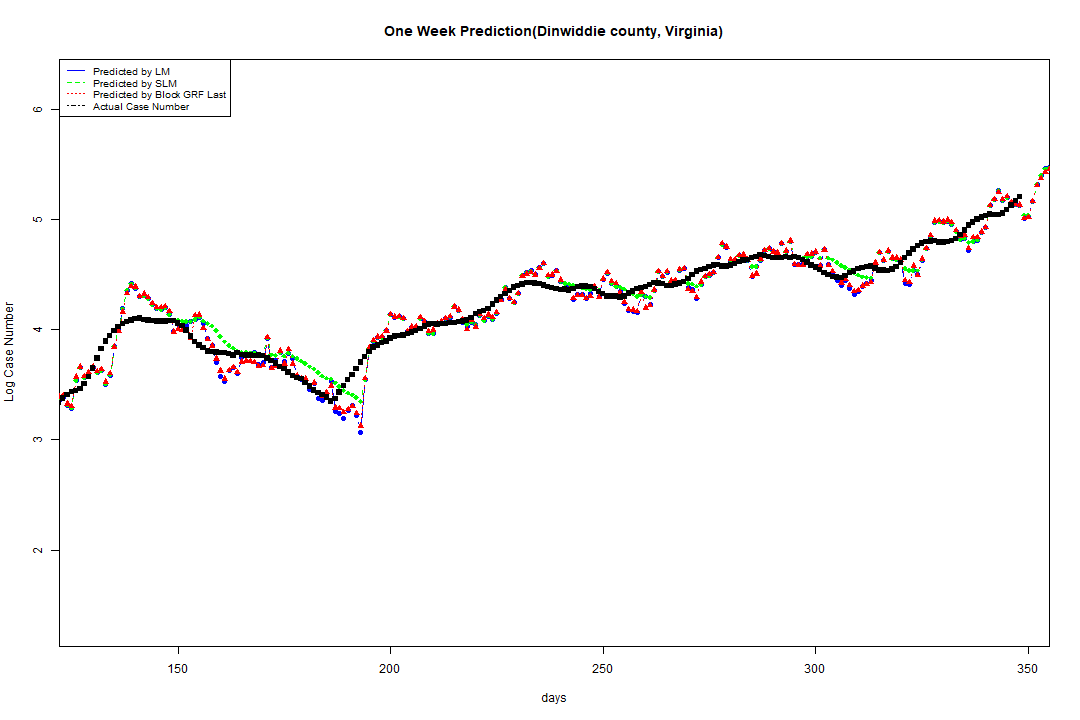 One Week Prediction(Dinwiddie county, Virginia)
Predicted by LM
Predicted by SLM
Predicted by Block GRF Last
Actual Case Number
6
5
4
3
2
Log Case Number
150 200 250 300 350
days